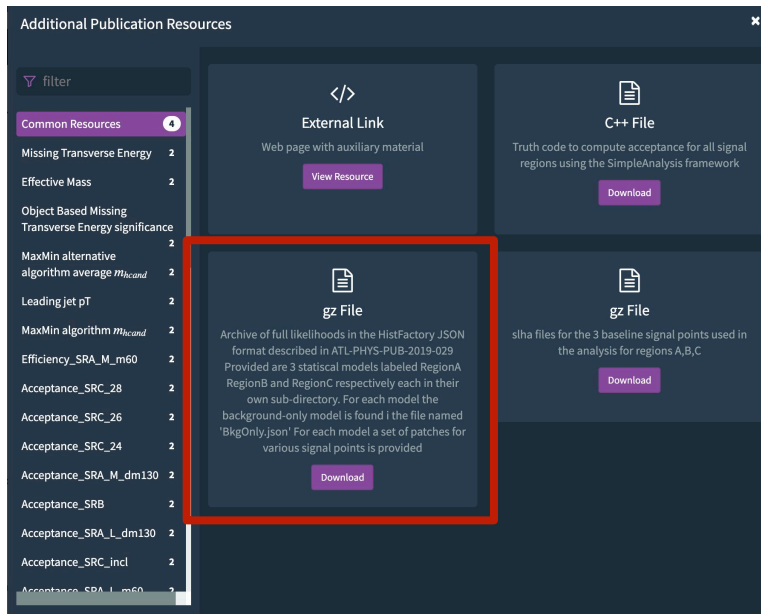 Additional Publication Resources
×
filter
Common Resources 4
Missing Transverse Energy 2
Effective Mass 2
Object Based Missing
Transverse Energy significance
2
MaxMin alternative
algorithm average m_hcand 2
Leading jet pT 2
MaxMin algorithm m_hcand 2
Efficiency_SRA_M_m60 2
Acceptance_SRC_28 2
Acceptance_SRC_26 2
Acceptance_SRC_24 2
Acceptance_SRA_M_dm130 2
Acceptance_SRB 2
Acceptance_SRA_L_dm130 2
Acceptance_SRC_incl 2
Acceptance_SRA_L_m60 2
</>
External Link
Web page with auxiliary material
View Resource
C++ File
Truth code to compute acceptance for all signal
regions using the SimpleAnalysis framework
Download
gz File
Archive of full likelihoods in the HistFactory JSON
format described in ATL-PHYS-PUB-2019-029
Provided are 3 statiscal models labeled RegionA
RegionB and RegionC respectively each in their
own sub-directory. For each model the
background-only model is found i the file named
'BkgOnly.json' For each model a set of patches for
various signal points is provided
Download
gz File
slha files for the 3 baseline signal points used in
the analysis for regions A,B,C
Download